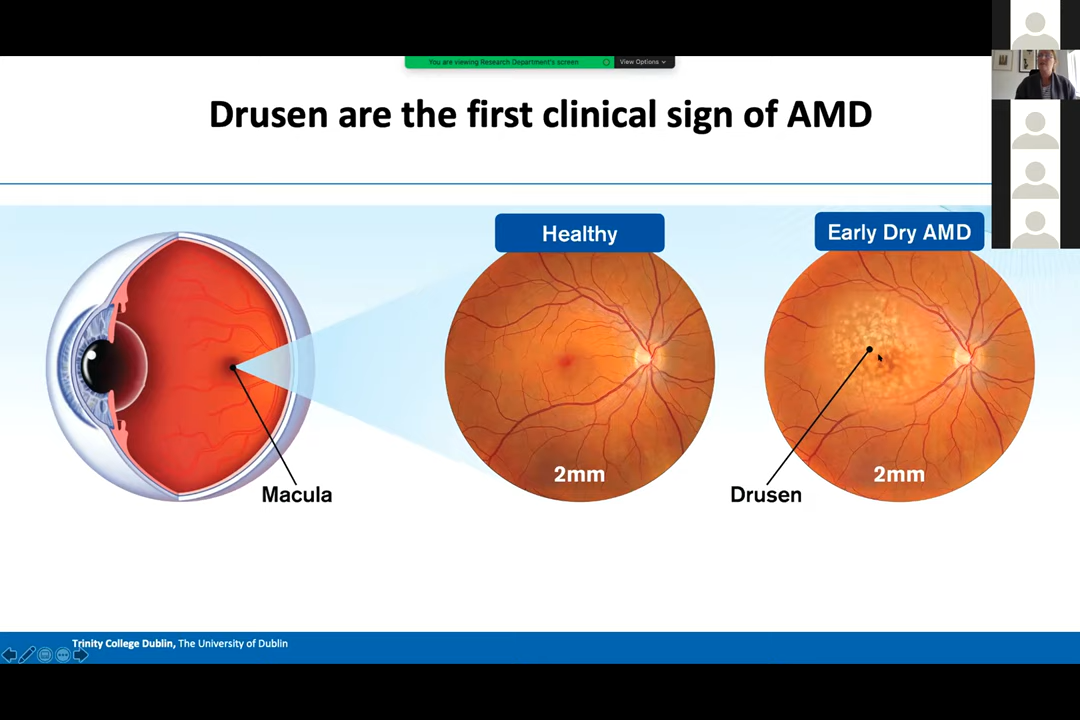 You are viewing Research Department's screen
View Options
Drusen are the first clinical sign of AMD
Healthy
Early Dry AMD
2mm
2mm
Macula
Drusen
Trinity College Dublin, The University of Dublin